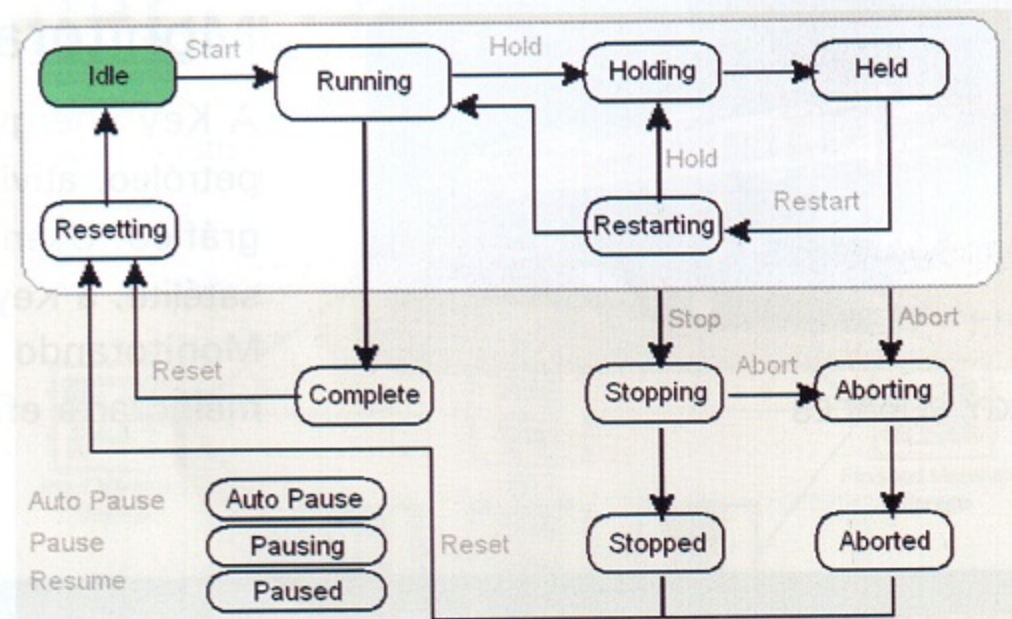 Idle
Start
Running
Hold
Holding
Held
Resetting
Hold
Restarting
Restart
Stop
Abort
Reset
Complete
Stopping
Abort
Aborting
Auto Pause
Auto Pause
Pause
Pausing
Reset
Stopped
Aborted
Resume
Paused